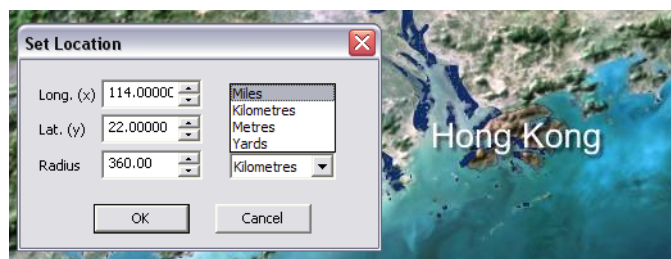 Set Location
Long. (x) 114.0000C
Miles
Kilometres
Metres
Yards
Lat. (y) 22.00000
Radius 360.00 Kilometres
OK Cancel
Hong Kong